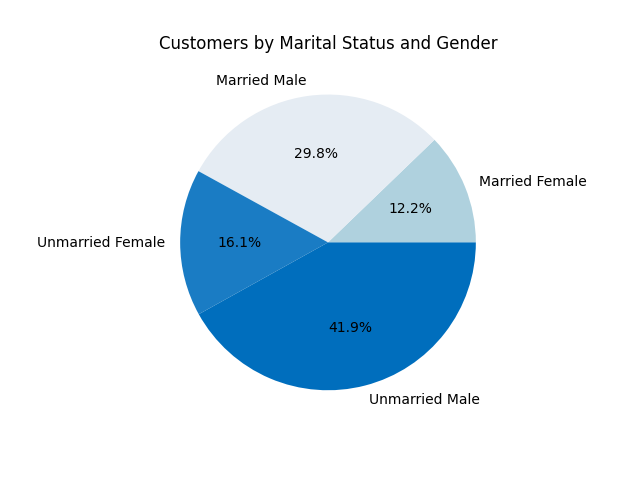 Customers by Marital Status and Gender
Married Male
29.8%
Married Female
12.2%
Unmarried Female
16.1%
41.9%
Unmarried Male